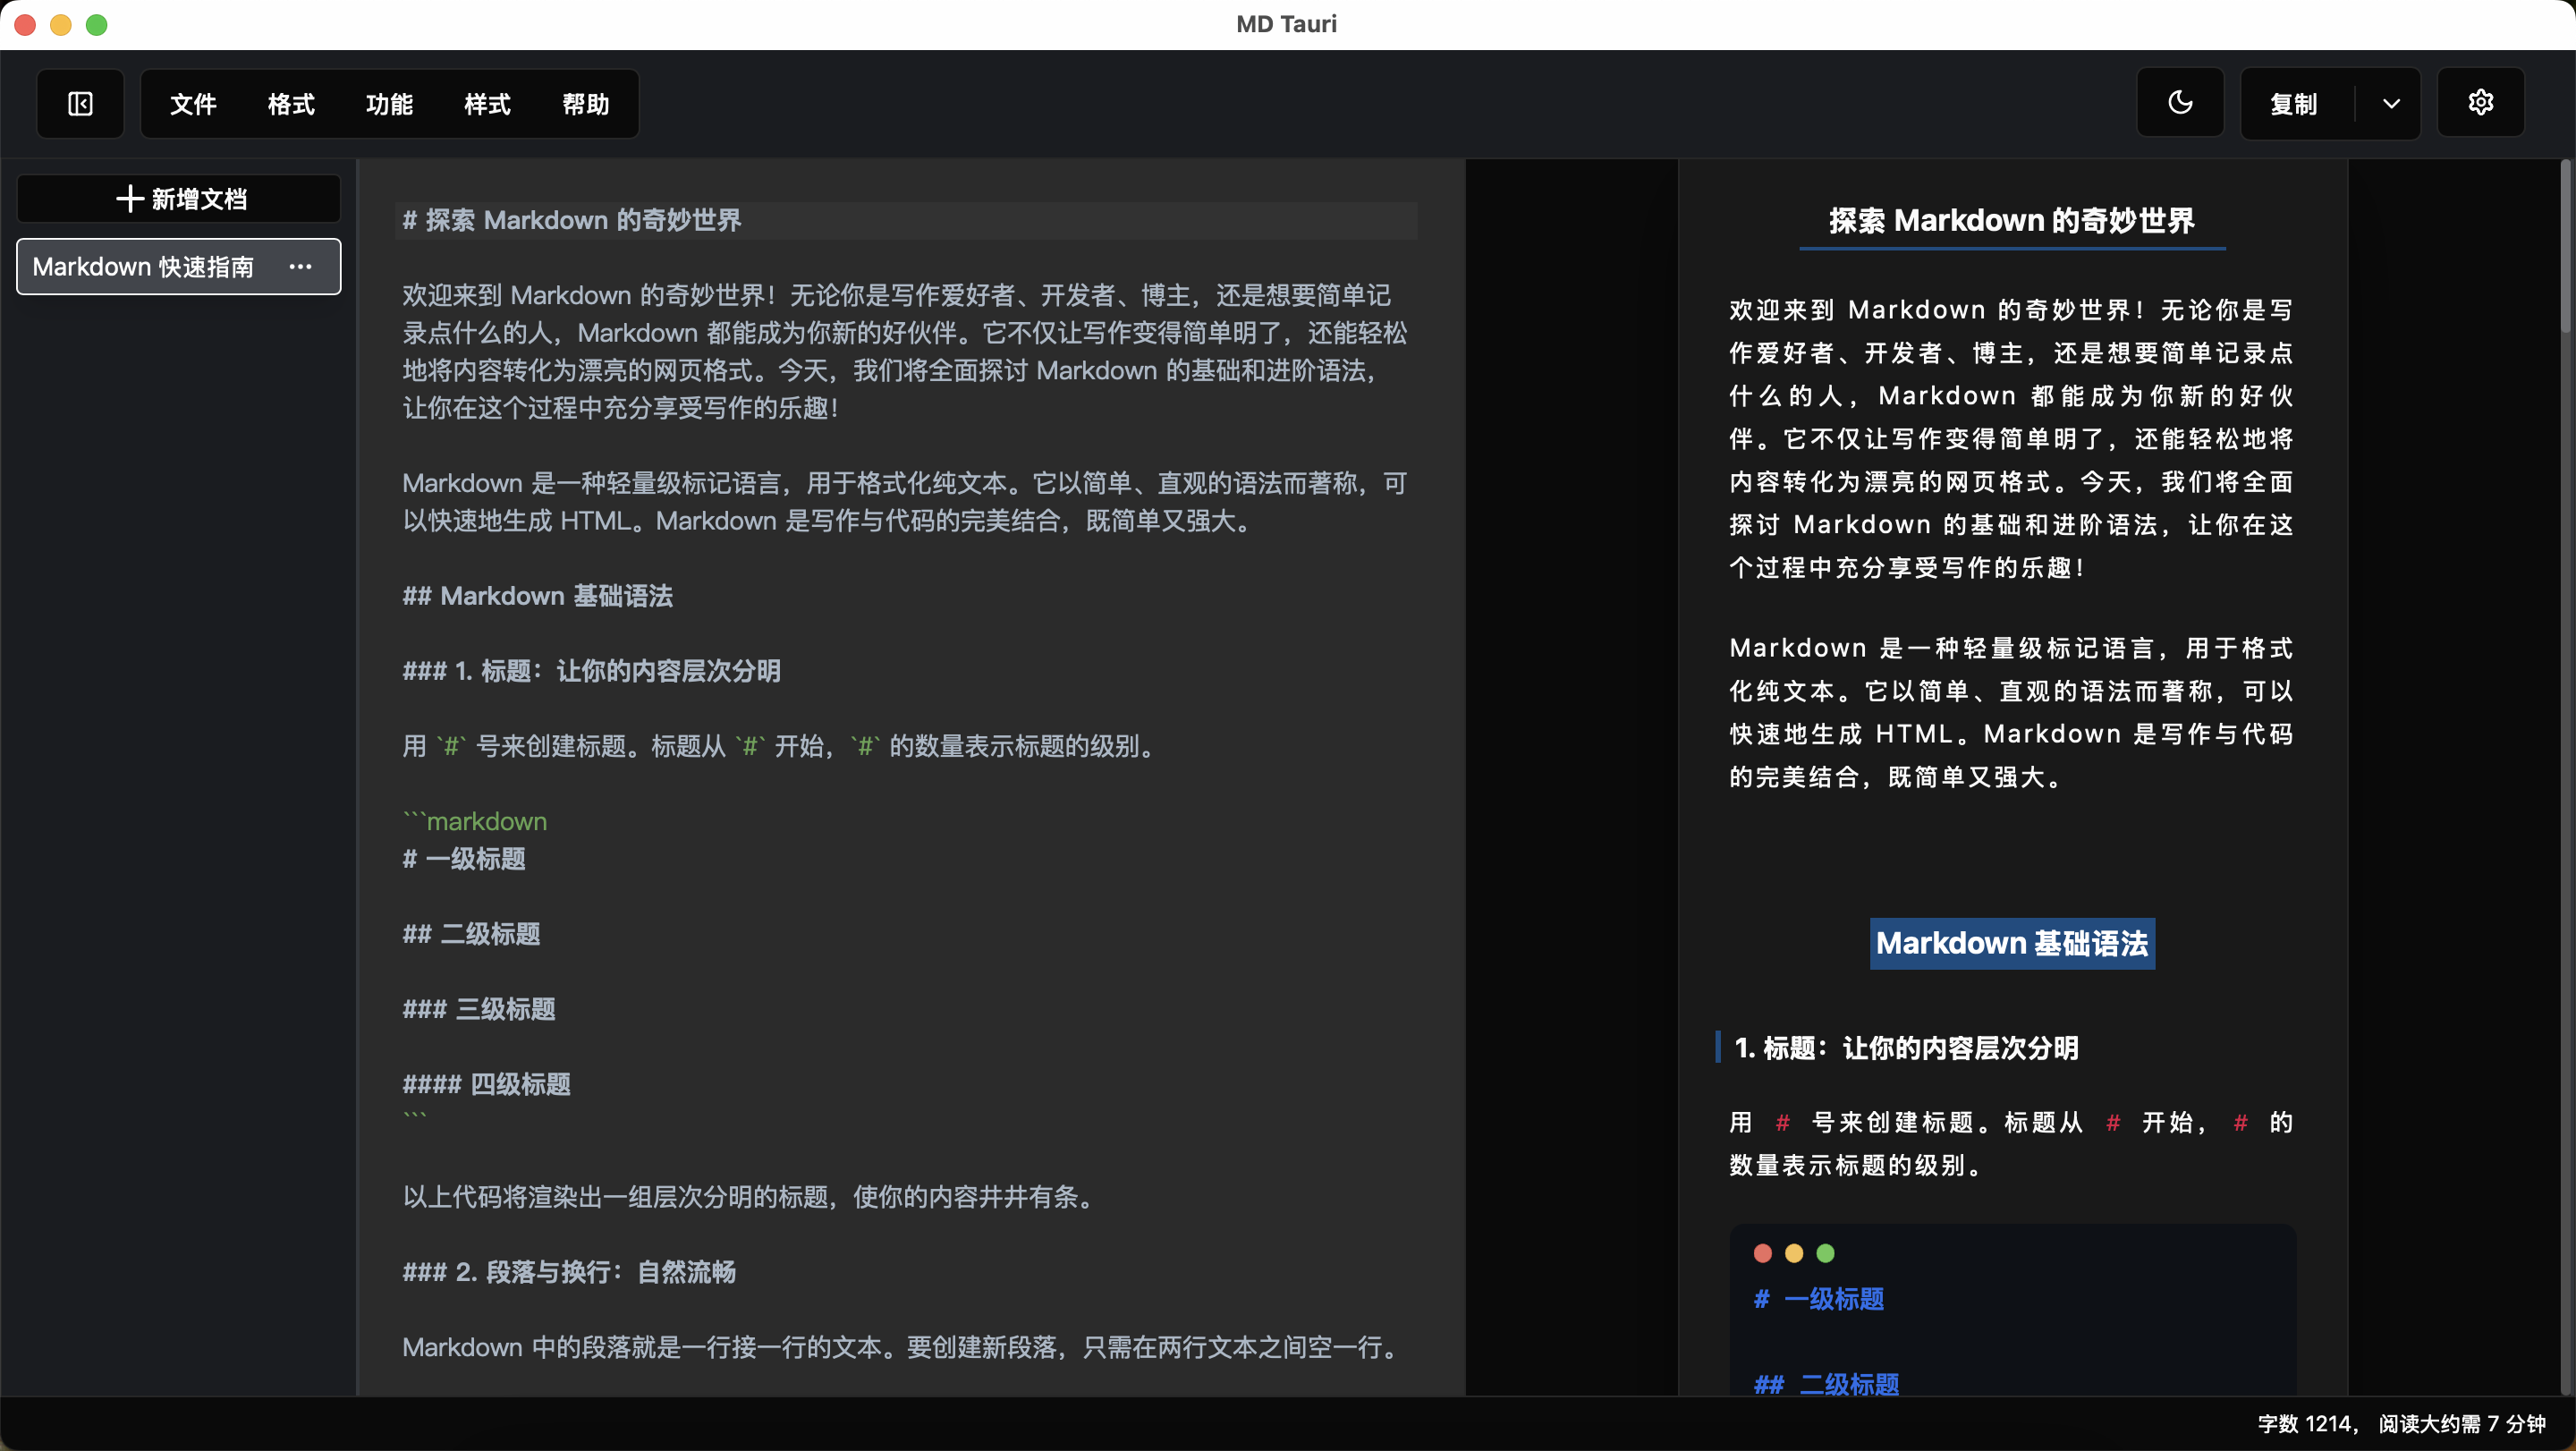 MD Tauri
文件 格式 功能 样式 帮助
复制
新增文档
Markdown 快速指南 ···
# 探索 Markdown 的奇妙世界
欢迎来到 Markdown 的奇妙世界！无论你是写作爱好者、开发者、博主，还是想要简单记
录点什么的人，Markdown 都能成为你新的好伙伴。它不仅让写作变得简单明了，还能轻松
地将内容转化为漂亮的网页格式。今天，我们将全面探讨 Markdown 的基础和进阶语法，
让你在这个过程中充分享受写作的乐趣！
Markdown 是一种轻量级标记语言，用于格式化纯文本。它以简单、直观的语法而著称，可
以快速地生成 HTML。Markdown 是写作与代码的完美结合，既简单又强大。
## Markdown 基础语法
### 1. 标题：让你的内容层次分明
用 `#` 号来创建标题。标题从 `#` 开始，`#` 的数量表示标题的级别。
```markdown
# 一级标题
## 二级标题
### 三级标题
#### 四级标题
```
以上代码将渲染出一组层次分明的标题，使你的内容井井有条。
### 2. 段落与换行：自然流畅
Markdown 中的段落就是一行接一行的文本。要创建新段落，只需在两行文本之间空一行。
探索 Markdown 的奇妙世界
欢迎来到 Markdown 的奇妙世界！无论你是写
作爱好者、开发者、博主，还是想要简单记录点
什么的人，Markdown 都能成为你新的好伙
伴。它不仅让写作变得简单明了，还能轻松地将
内容转化为漂亮的网页格式。今天，我们将全面
探讨 Markdown 的基础和进阶语法，让你在这
个过程中充分享受写作的乐趣！
Markdown 是一种轻量级标记语言，用于格式
化纯文本。它以简单、直观的语法而著称，可以
快速地生成 HTML。Markdown 是写作与代码
的完美结合，既简单又强大。
Markdown 基础语法
1. 标题：让你的内容层次分明
用 # 号来创建标题。标题从 # 开始， # 的
数量表示标题的级别。
# 一级标题
## 二级标题
字数 1214， 阅读大约需 7 分钟